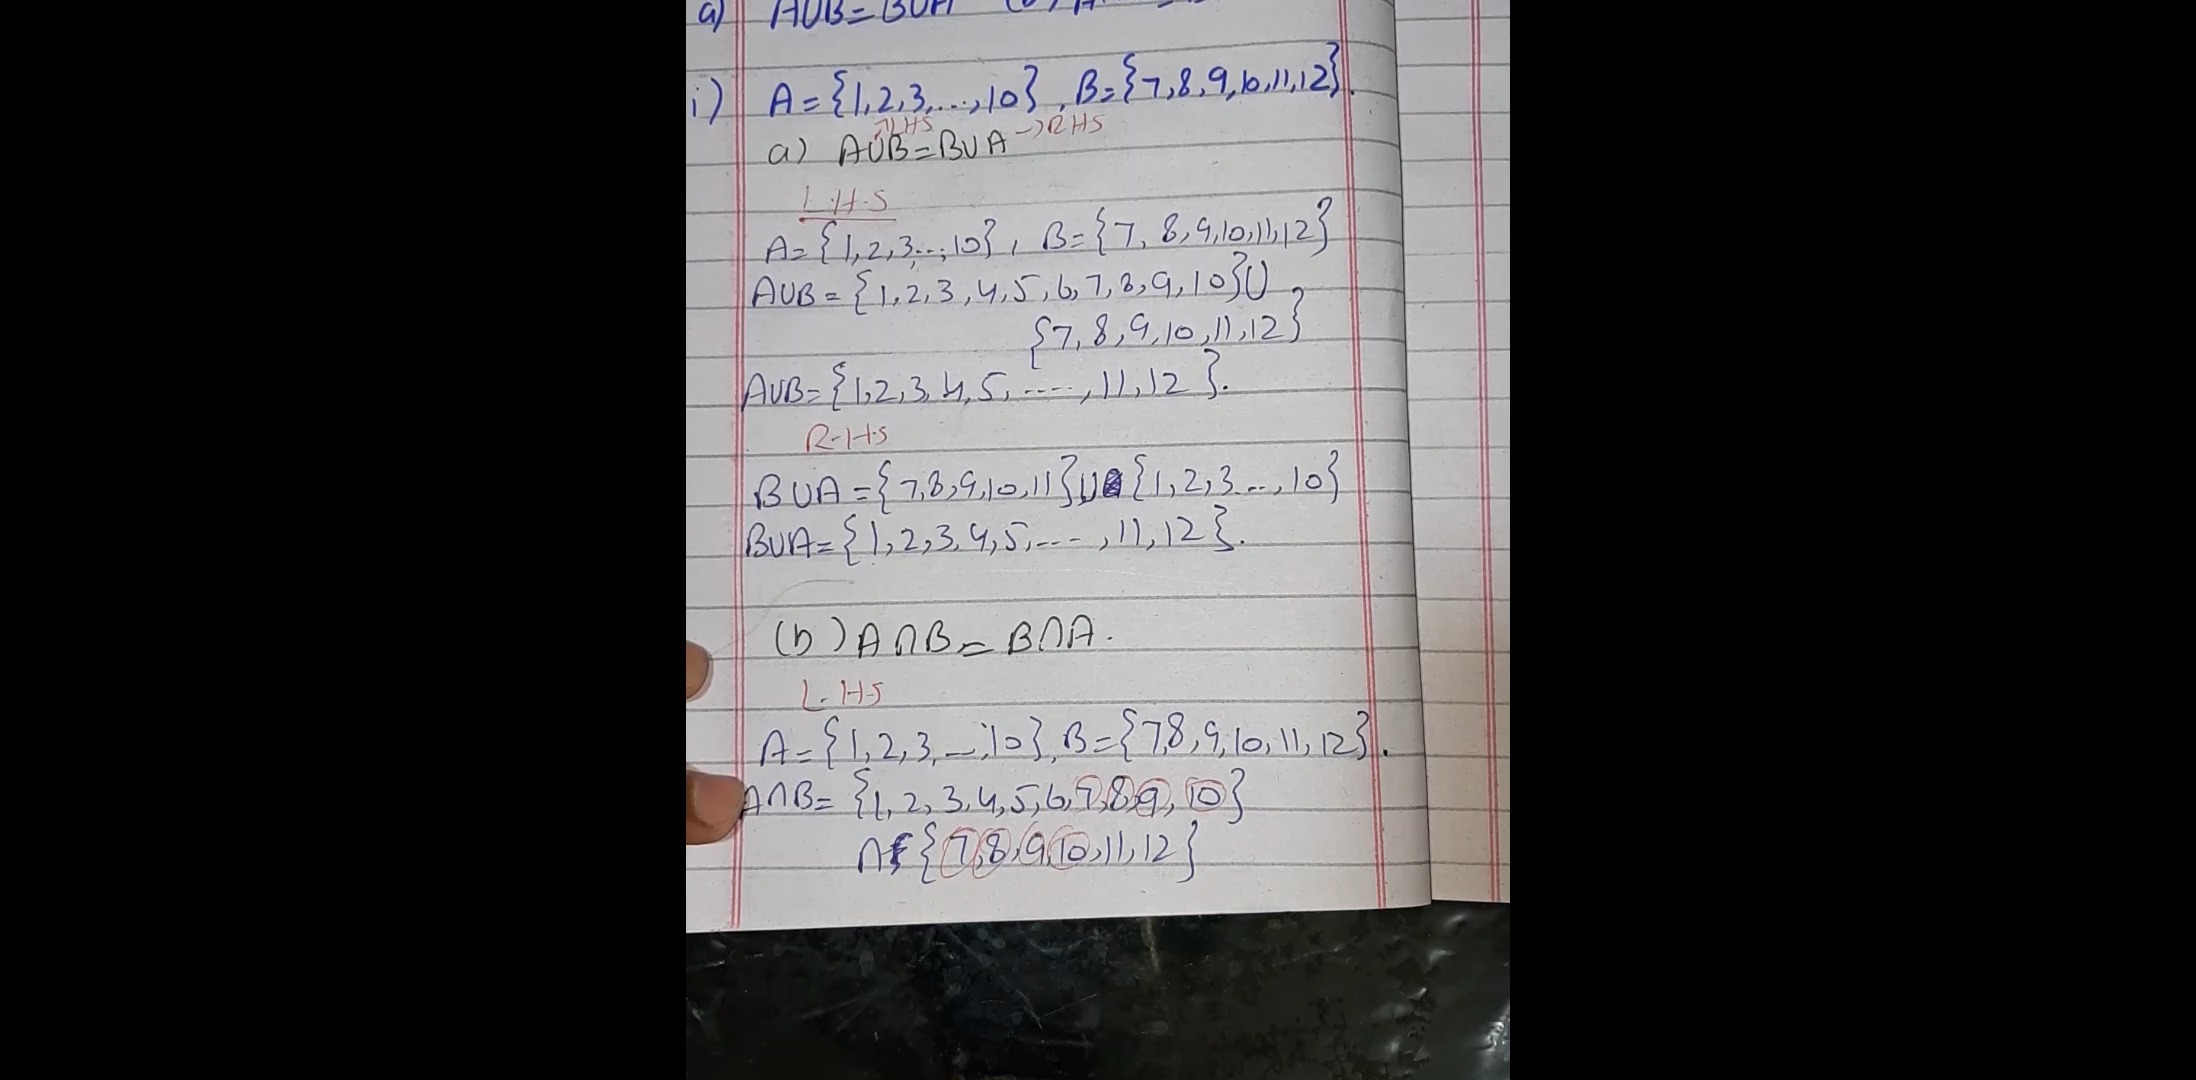 a) AUB = BUA (b)
i) A = {1,2,3,...,10}, B = {7,8,9,10,11,12}.
→LHS →RHS
a) AUB = BUA
L.H.S
A = {1,2,3...,10}, B = {7, 8,9,10,11,12}
AUB = {1,2,3,4,5,6,7,8,9,10}U
{7,8,9,10,11,12}
AUB = {1,2,3,4,5,....,11,12}.
R.H.S
BUA = {7,8,9,10,11}U {1,2,3...,10}
BUA = {1,2,3,4,5,....,11,12}.
(b) A∩B = B∩A.
L.H.S
A = {1,2,3,...,10}, B = {7,8,9,10,11,12}.
A∩B = {1,2,3,4,5,6,7,8,9,10}
∩ {7,8,9,10,11,12}